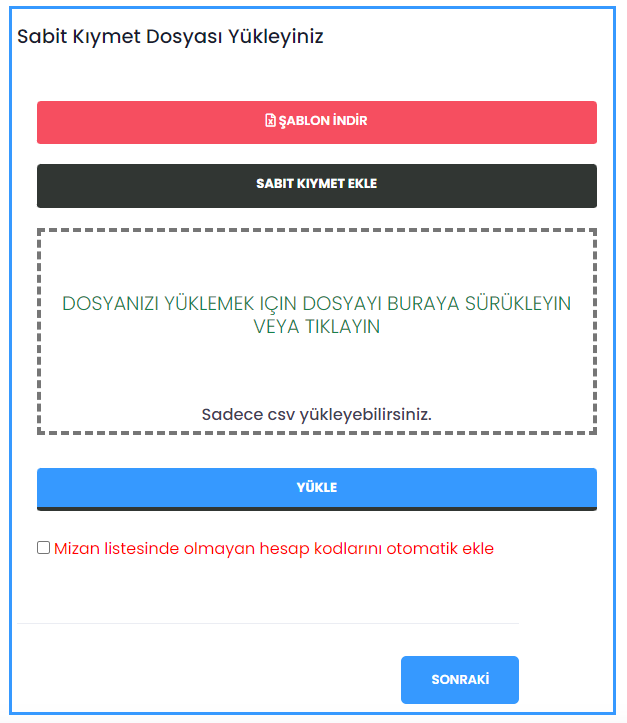 Sabit Kıymet Dosyası Yükleyiniz
ŞABLON İNDİR
SABIT KIYMET EKLE
DOSYANIZI YÜKLEMEK IÇIN DOSYAYI BURAYA SÜRÜKLEYIN
VEYA TIKLAYIN
Sadece csv yükleyebilirsiniz.
YÜKLE
Mizan listesinde olmayan hesap kodlarını otomatik ekle
SONRAKİ